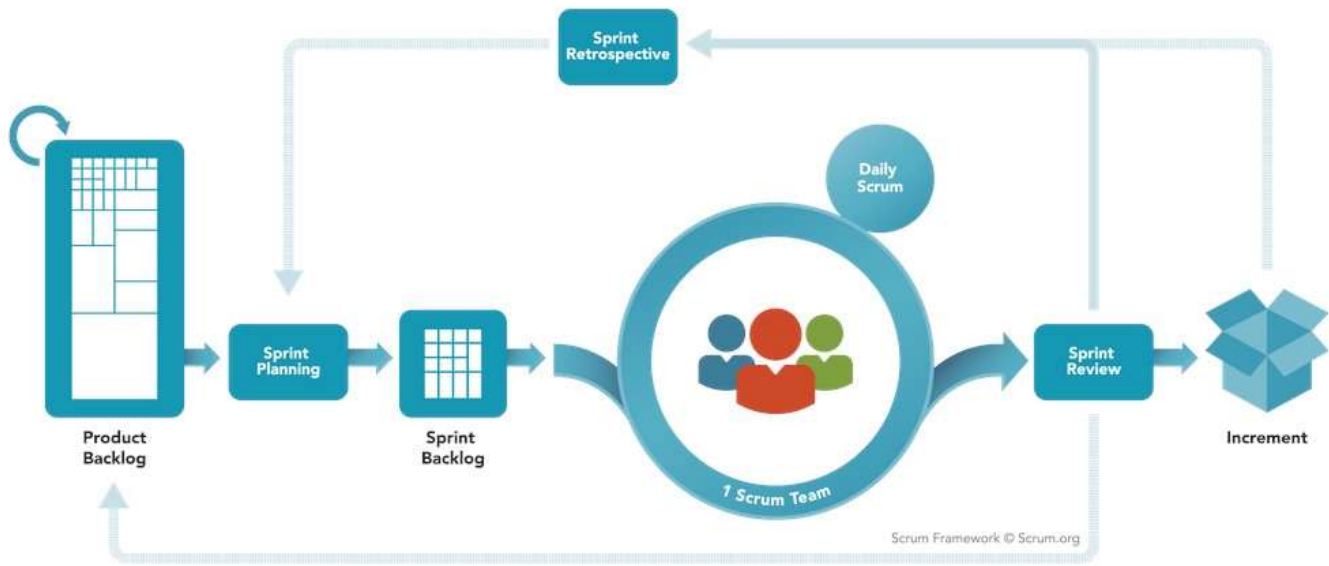 Sprint
Retrospective
Daily
Scrum
Sprint
Planning
Sprint
Review
Product
Backlog
Sprint
Backlog
Increment
1 Scrum Team
Scrum Framework © Scrum.org